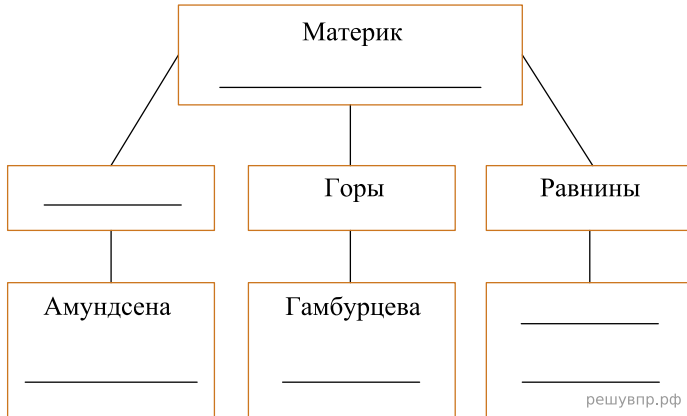 Материк
Горы
Равнины
Амундсена
Гамбурцева
решувпр.рф